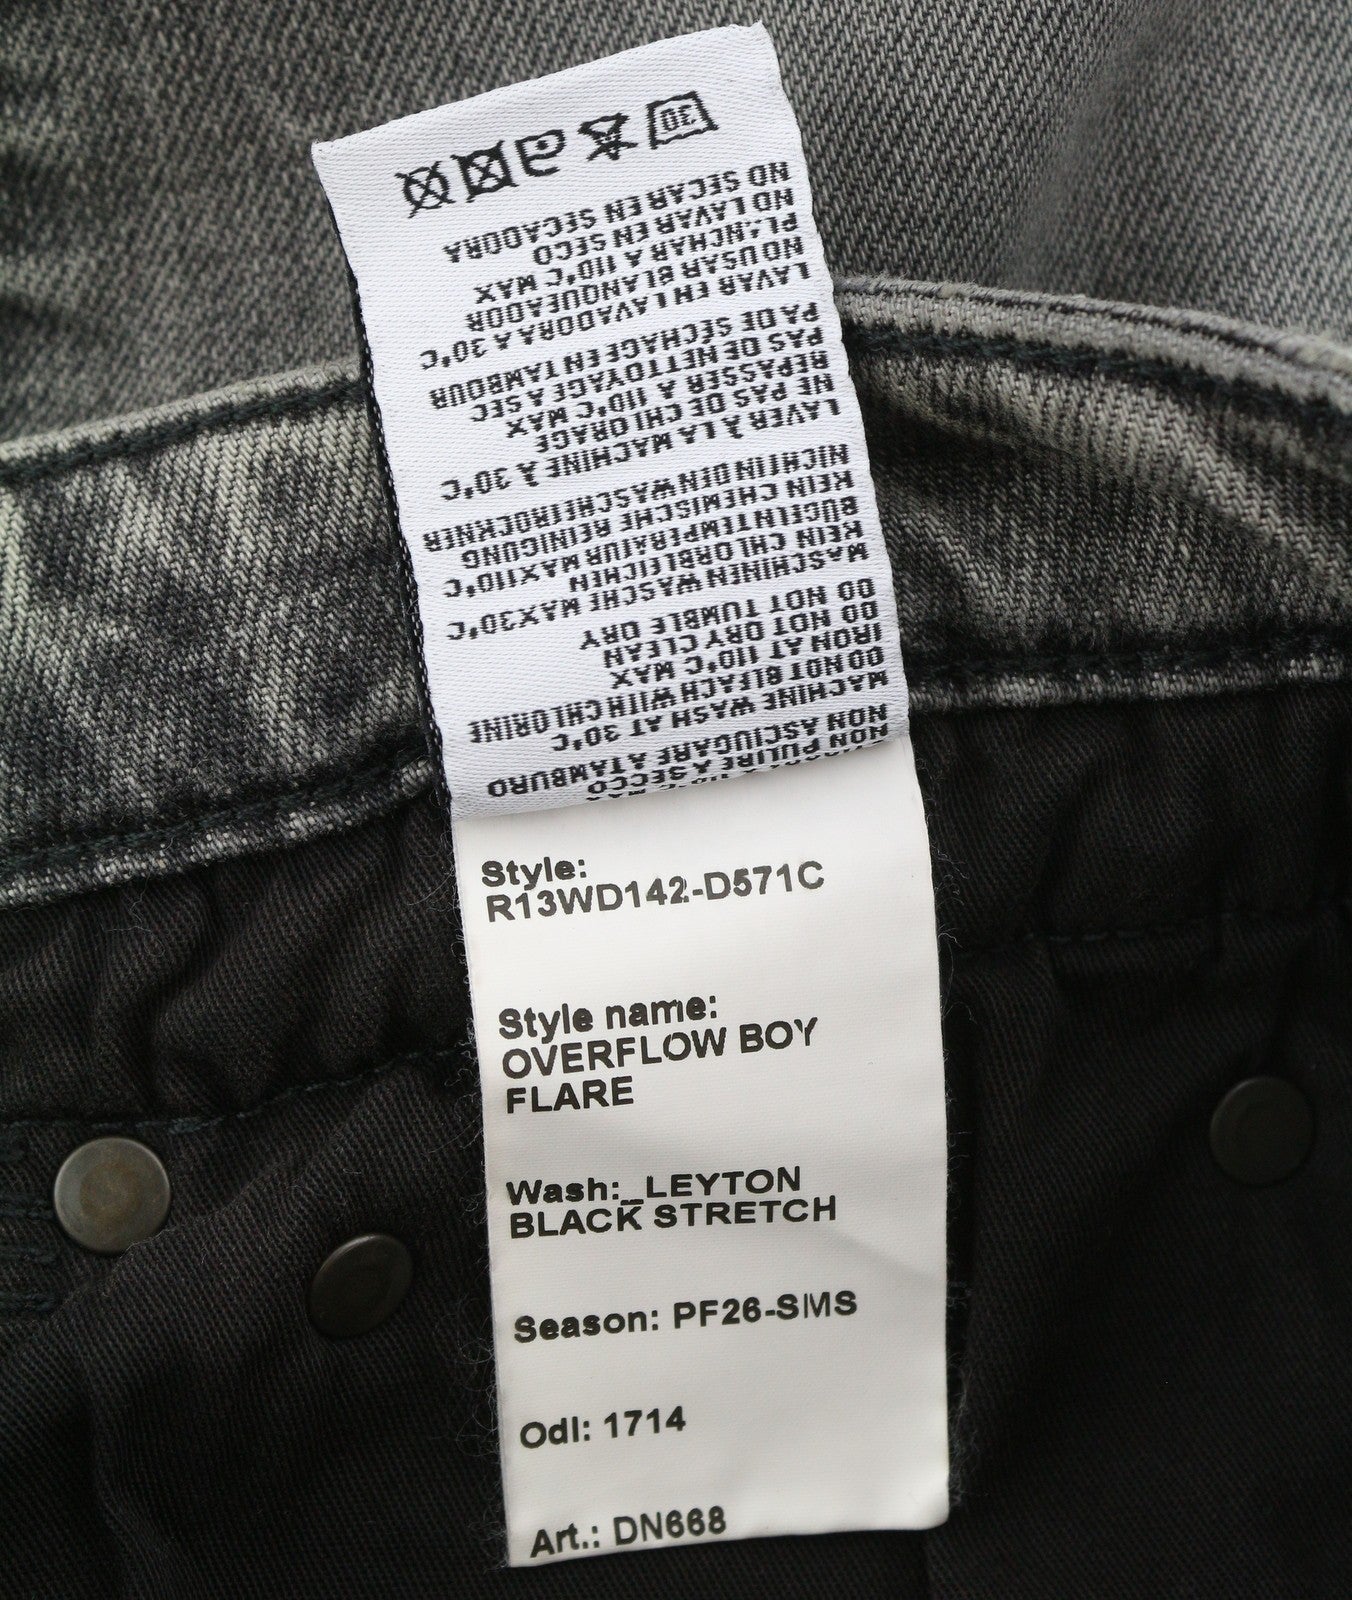 NON PULIRE A SECCO
NON ASCIUGARE A TAMBURO
MACHINE WASH AT 30°C
DO NOT BLEACH WITH CHLORINE
IRON AT 110°C MAX
DO NOT DRY CLEAN
DO NOT TUMBLE DRY
MASCHINEN WASCHE MAX30°C
KEIN CHLORBLEICHEN
BUGELN TEMPERATUR MAX110°C
KEIN CHEMISCHE REINIGUNG
NICHT IN DEN WASCHETROCKNER
LAVER À LA MACHINE À 30°C
NE PAS DE CHLORAGE
REPASSER À 110°C MAX
PAS DE NETTOYAGE A SEC
PA DE SÉCHAGE EN TAMBOUR
LAVAR EN LAVADORA A 30°C
NO USAR BLANQUEADOR
PLANCHAR A 110°C MAX
NO LAVAR EN SECO
NO SECAR EN SECADORA
30
Style:
R13WD142-D571C
Style name:
OVERFLOW BOY
FLARE
Wash:_LEYTON
BLACK STRETCH
Season: PF26-SMS
Odl: 1714
Art.: DN668